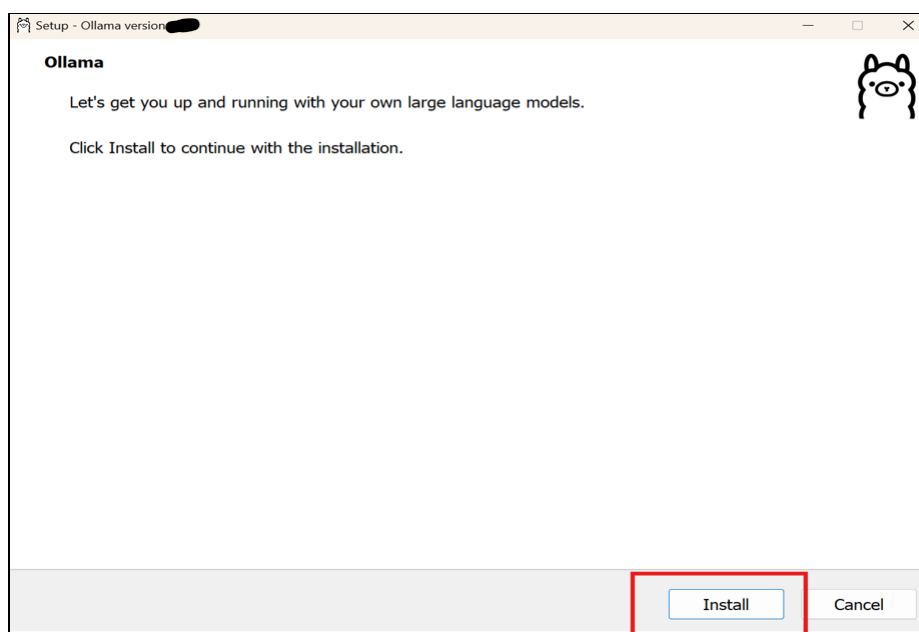 Setup - Ollama version
Ollama
Let's get you up and running with your own large language models.
Click Install to continue with the installation.
Install
Cancel